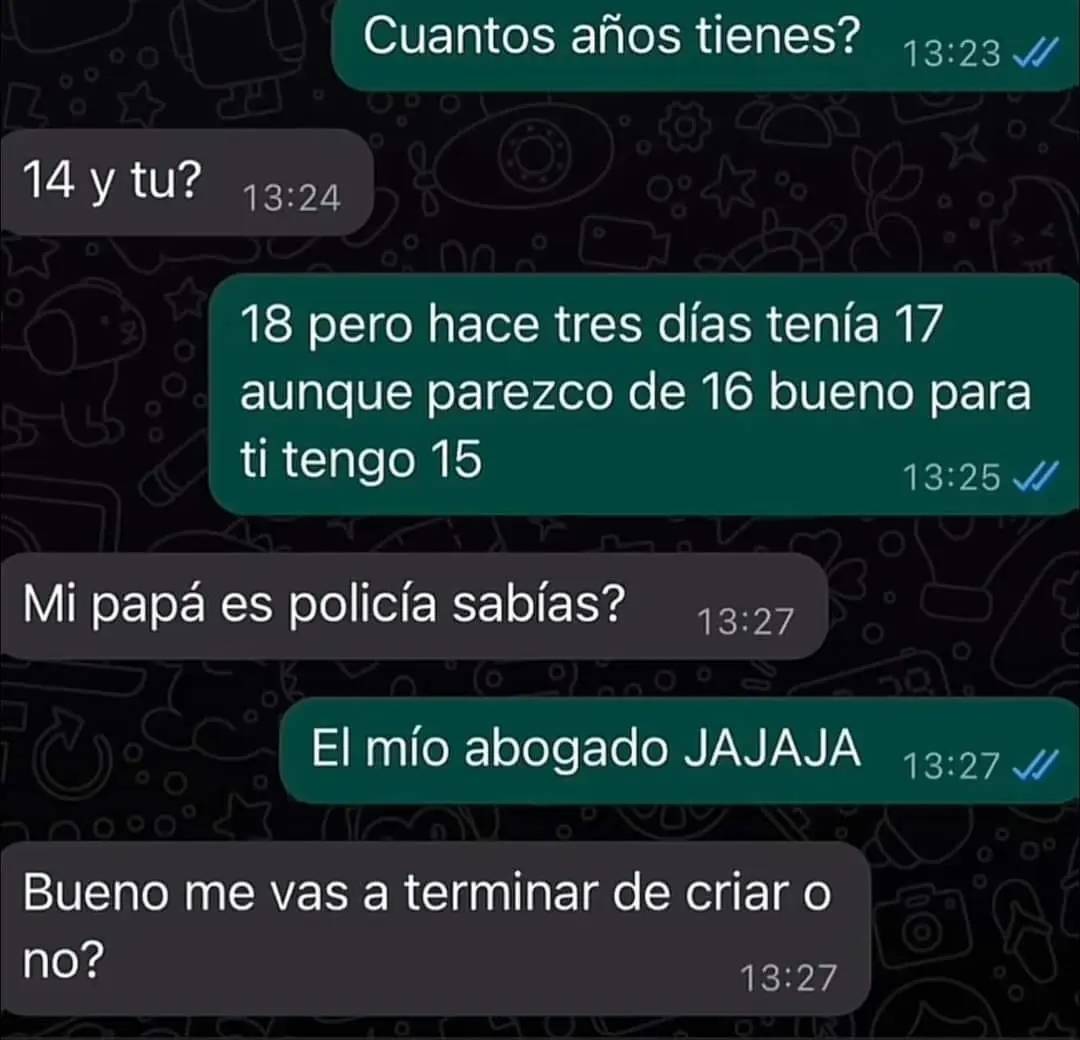 Cuantos años tienes?
13:23
14 y tu?
13:24
18 pero hace tres días tenía 17
aunque parezco de 16 bueno para
ti tengo 15
13:25
Mi papá es policía sabías?
13:27
El mío abogado JAJAJA
13:27
Bueno me vas a terminar de criar o
no?
13:27